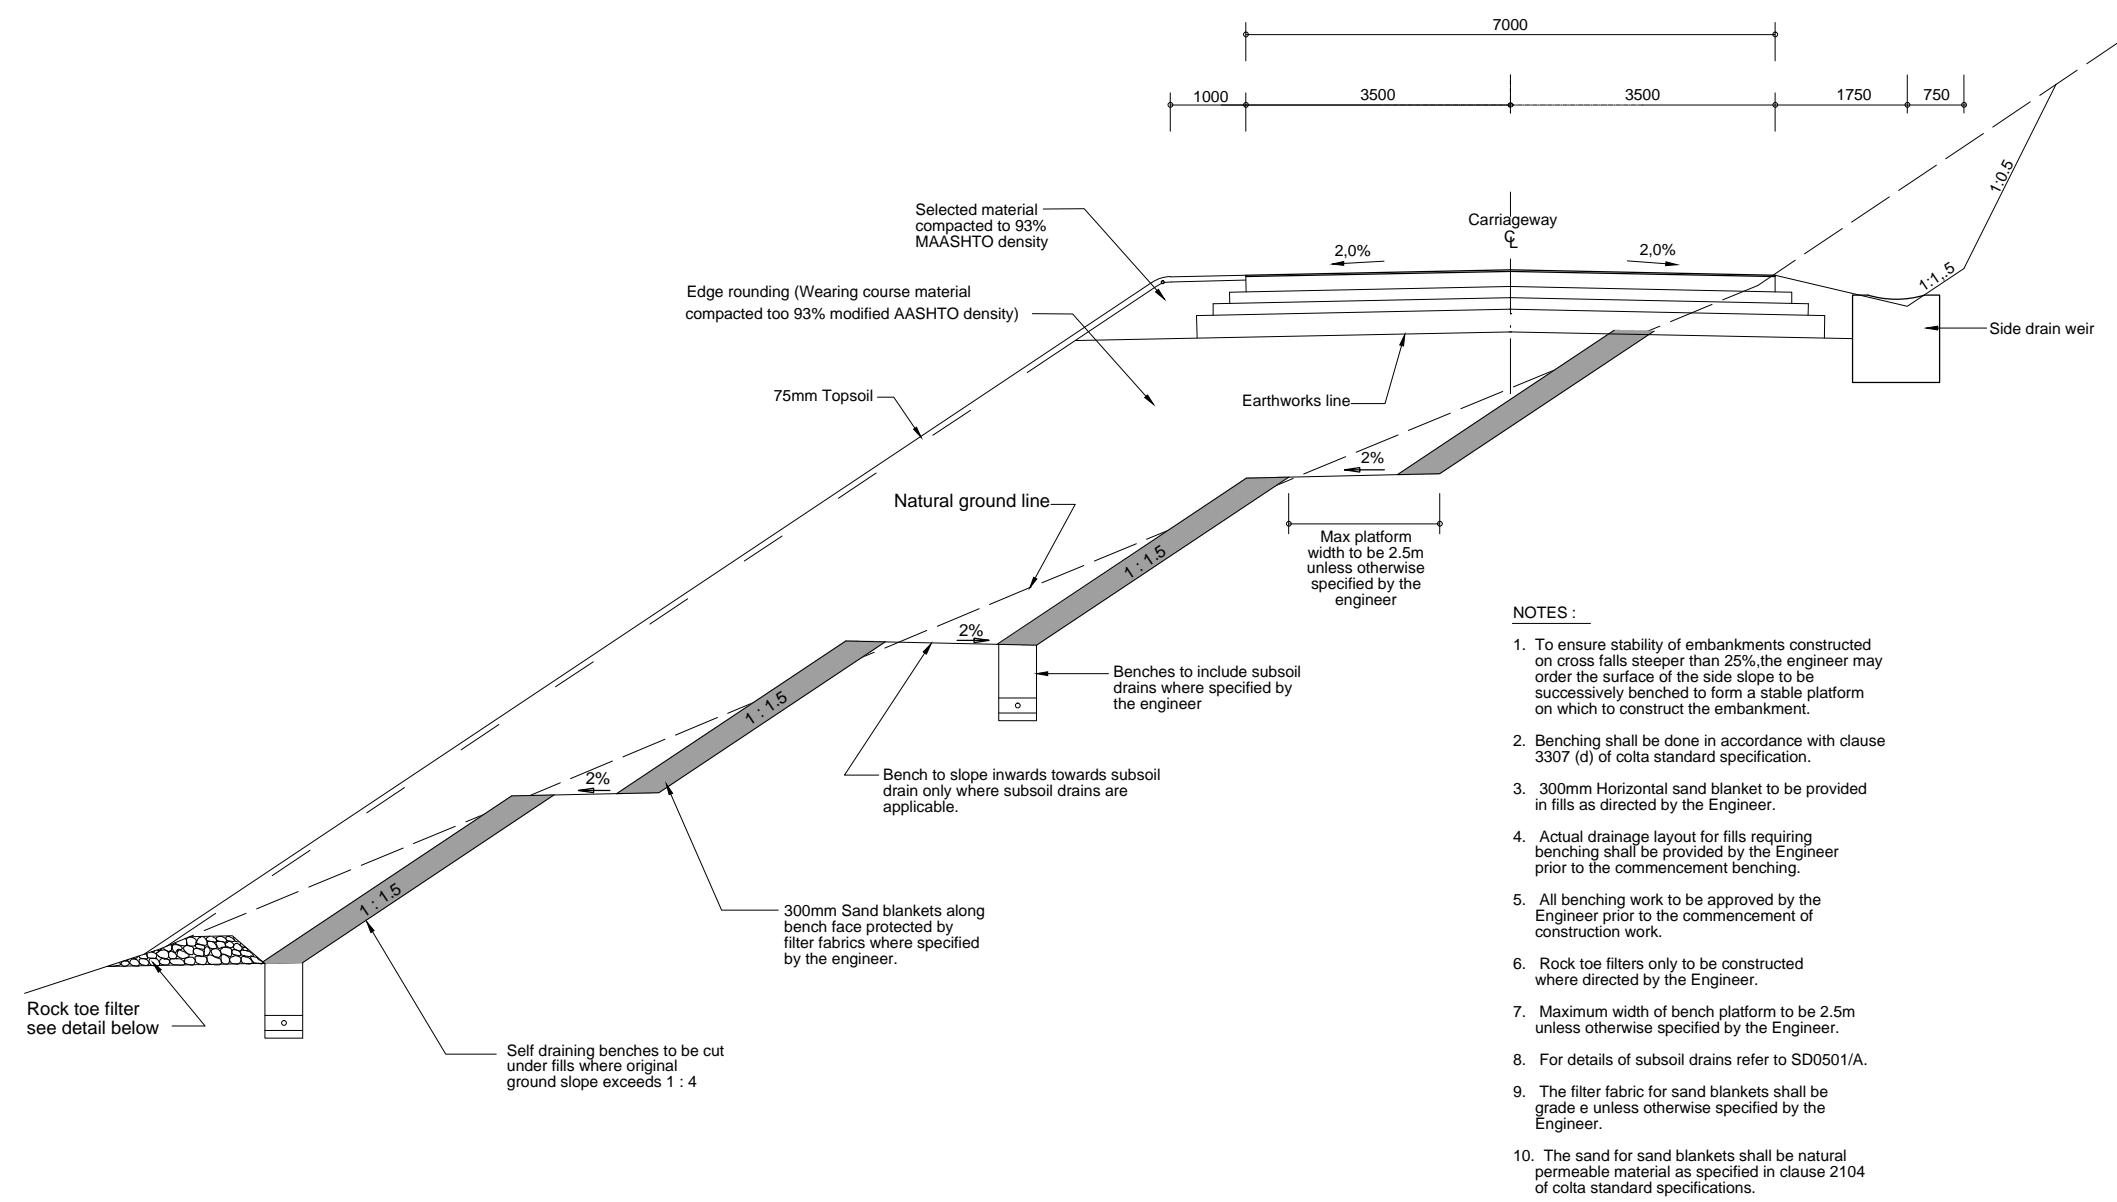 7000
1000
3500
3500
1750
750
1:0.5
Selected material
compacted to 93%
MAASHTO density
Carriageway
℄
2,0%
2,0%
1:1,.5
Edge rounding (Wearing course material
compacted too 93% modified AASHTO density)
Side drain weir
75mm Topsoil
Earthworks line
2%
Natural ground line
Max platform
width to be 2.5m
unless otherwise
specified by the
engineer
1 : 1.5
2%
Benches to include subsoil
drains where specified by
the engineer
1 : 1.5
2%
Bench to slope inwards towards subsoil
drain only where subsoil drains are
applicable.
1 : 1.5
300mm Sand blankets along
bench face protected by
filter fabrics where specified
by the engineer.
Rock toe filter
see detail below
Self draining benches to be cut
under fills where original
ground slope exceeds 1 : 4
NOTES :
1. To ensure stability of embankments constructed
on cross falls steeper than 25%,the engineer may
order the surface of the side slope to be
successively benched to form a stable platform
on which to construct the embankment.
2. Benching shall be done in accordance with clause
3307 (d) of colta standard specification.
3. 300mm Horizontal sand blanket to be provided
in fills as directed by the Engineer.
4. Actual drainage layout for fills requiring
benching shall be provided by the Engineer
prior to the commencement benching.
5. All benching work to be approved by the
Engineer prior to the commencement of
construction work.
6. Rock toe filters only to be constructed
where directed by the Engineer.
7. Maximum width of bench platform to be 2.5m
unless otherwise specified by the Engineer.
8. For details of subsoil drains refer to SD0501/A.
9. The filter fabric for sand blankets shall be
grade e unless otherwise specified by the
Engineer.
10. The sand for sand blankets shall be natural
permeable material as specified in clause 2104
of colta standard specifications.